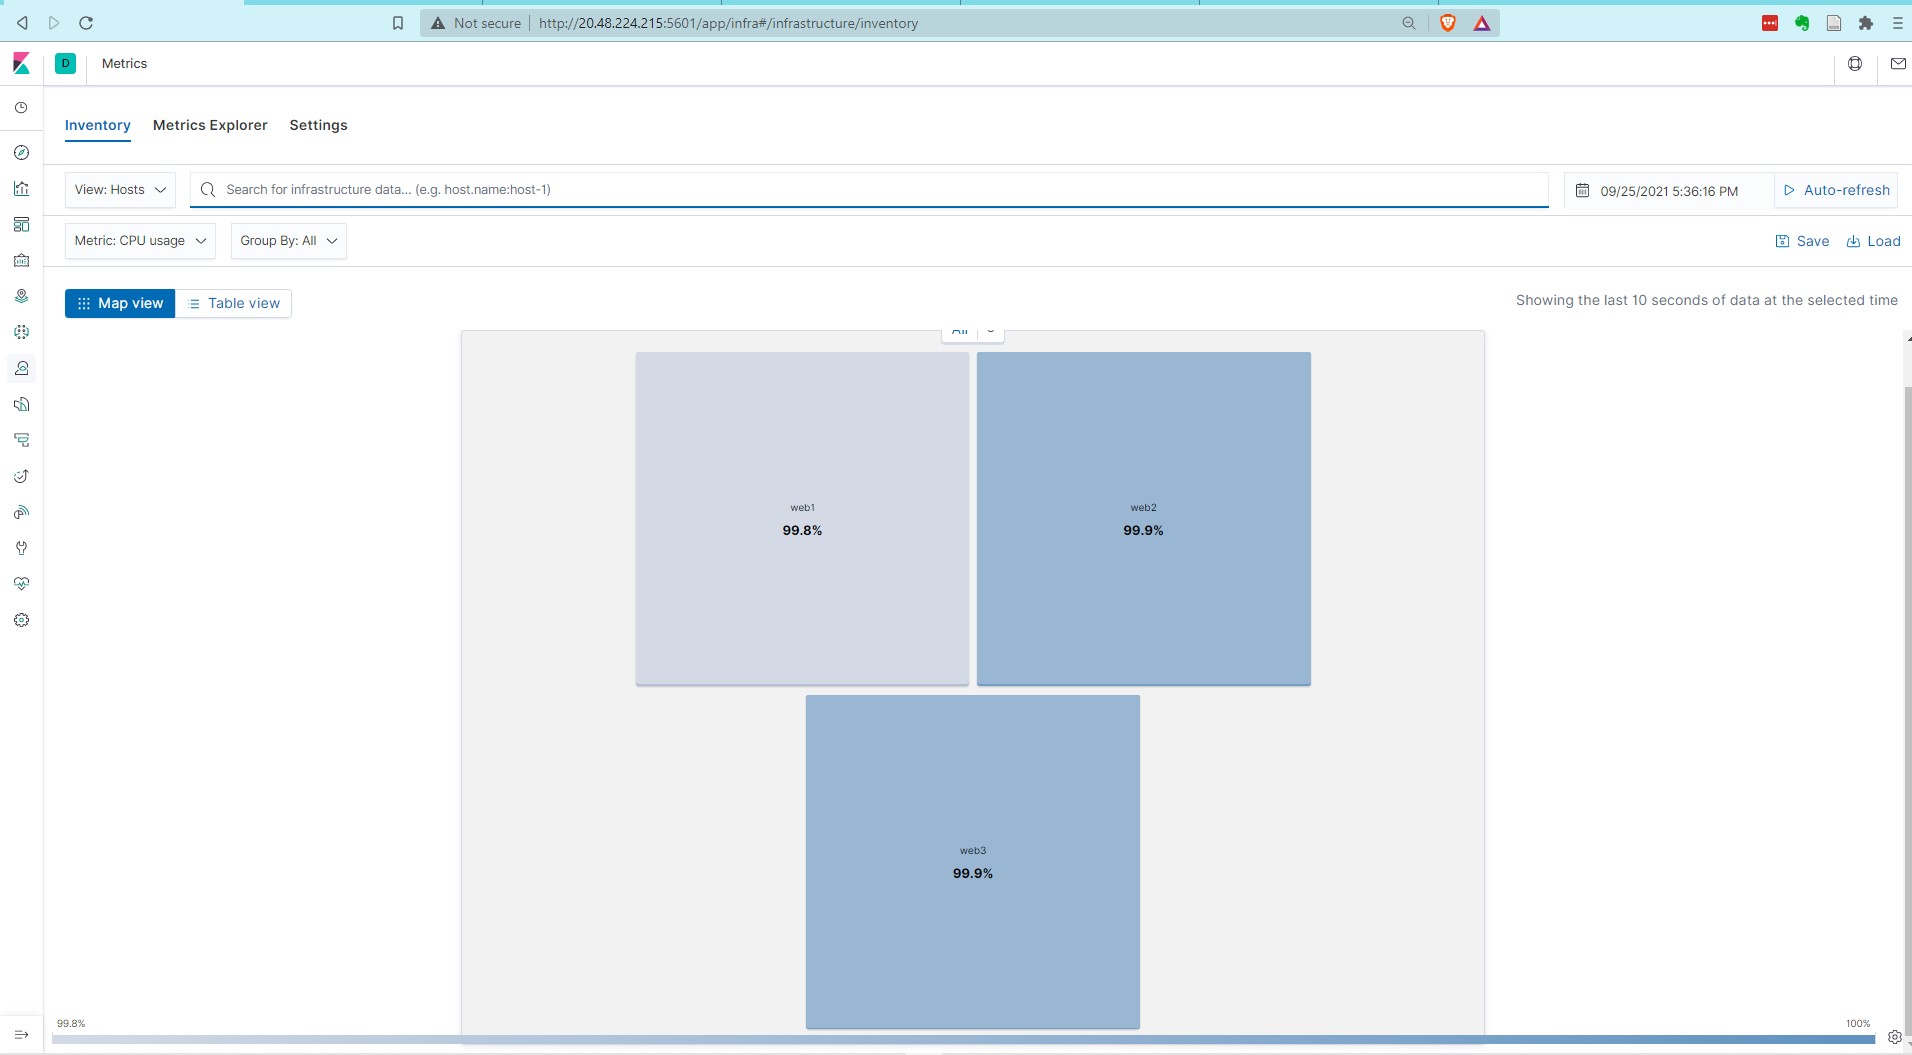 Not secure http://20.48.224.215:5601/app/infra#/infrastructure/inventory
D Metrics
Inventory Metrics Explorer Settings
View: Hosts Search for infrastructure data... (e.g. host.name:host-1) 09/25/2021 5:36:16 PM Auto-refresh
Metric: CPU usage Group By: All Save Load
Map view Table view Showing the last 10 seconds of data at the selected time
All
web1 web2
99.8% 99.9%
web3
99.9%
99.8% 100%